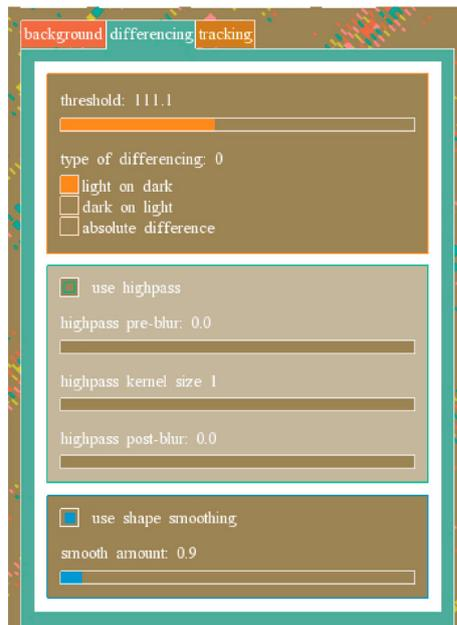 background differencing tracking
threshold: 111.1
type of differencing: 0
light on dark
dark on light
absolute difference
use highpass
highpass pre-blur: 0.0
highpass kernel size 1
highpass post-blur: 0.0
use shape smoothing
smooth amount: 0.9